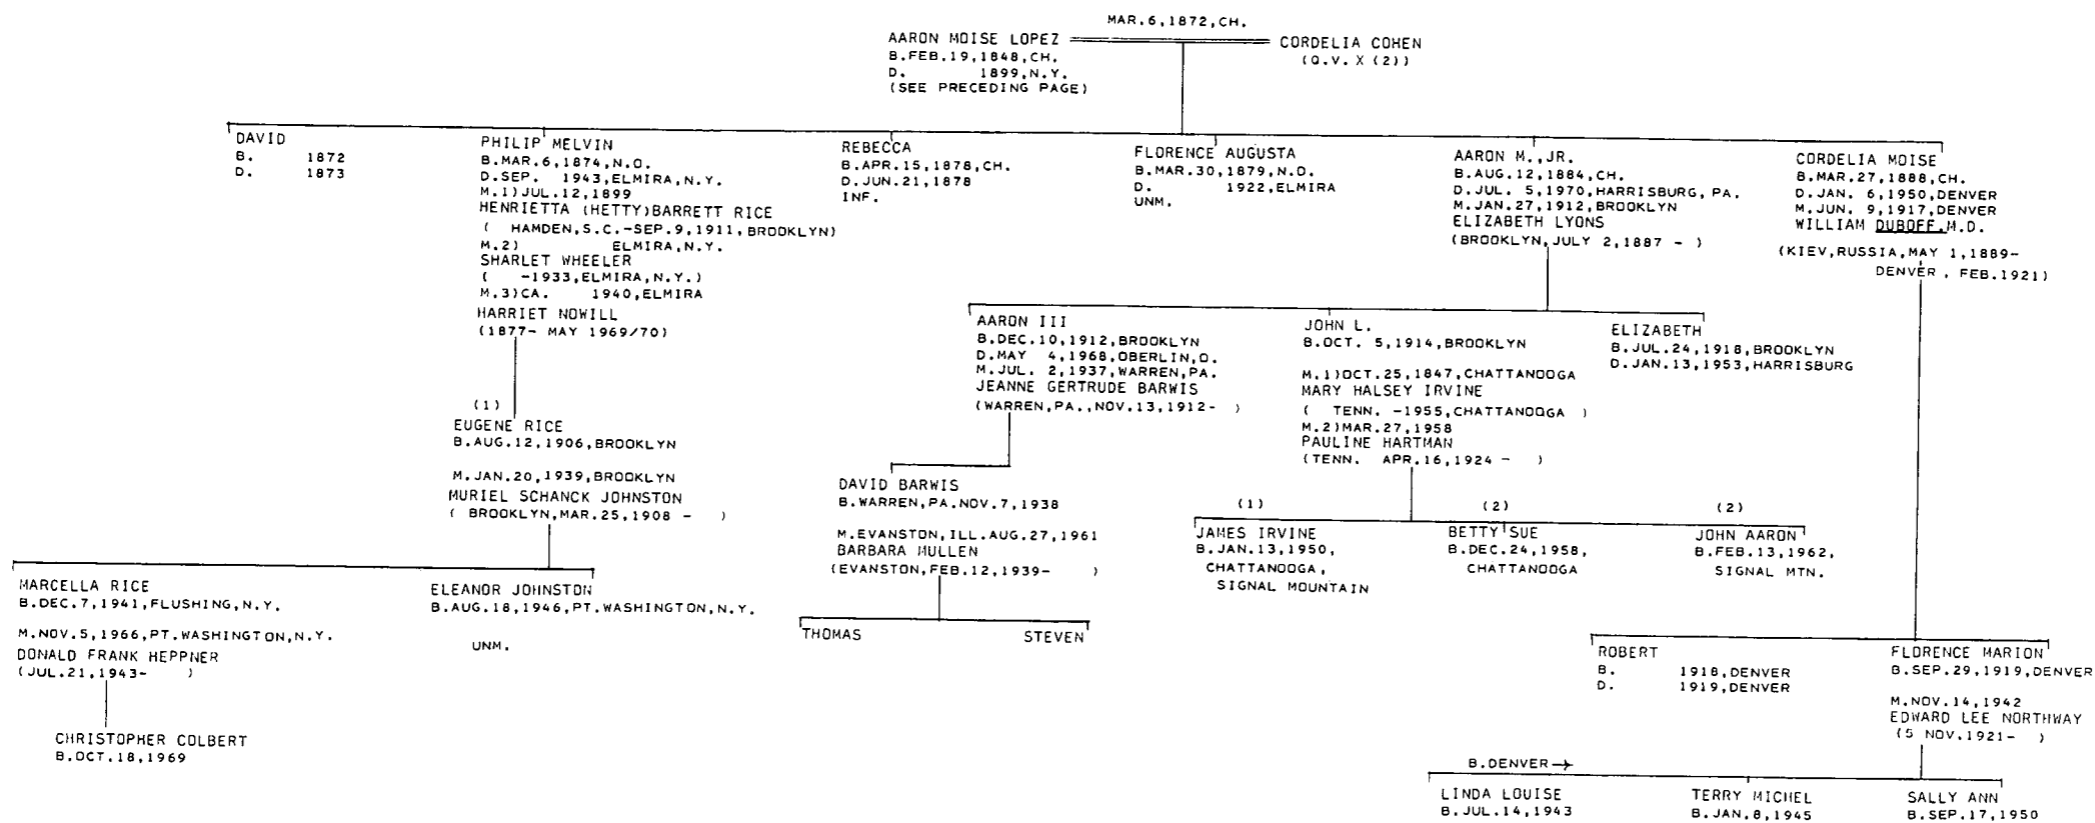 MAR.6,1872,CH.
AARON MOISE LOPEZ
B.FEB.19,1848,CH.
D. 1899,N.Y.
(SEE PRECEDING PAGE)
CORDELIA COHEN
(Q.V. X (2))
DAVID
B. 1872
D. 1873
PHILIP MELVIN
B.MAR.6,1874,N.O.
D.SEP. 1943,ELMIRA,N.Y.
M.1)JUL.12,1899
HENRIETTA (HETTY)BARRETT RICE
( HAMDEN,S.C.-SEP.9,1911,BROOKLYN)
M.2) ELMIRA,N.Y.
SHARLET WHEELER
( -1933,ELMIRA,N.Y.)
M.3)CA. 1940,ELMIRA
HARRIET NOWILL
(1877- MAY 1969/70)
REBECCA
B.APR.15,1878,CH.
D.JUN.21,1878
INF.
FLORENCE AUGUSTA
B.MAR.30,1879,N.O.
D. 1922,ELMIRA
UNM.
AARON M.,JR.
B.AUG.12,1884,CH.
D.JUL. 5,1970,HARRISBURG,PA.
M.JAN.27,1912,BROOKLYN
ELIZABETH LYONS
(BROOKLYN,JULY 2,1887 - )
CORDELIA MOISE
B.MAR.27,1888,CH.
D.JAN. 6,1950,DENVER
M.JUN. 9,1917,DENVER
WILLIAM DUBOFF,M.D.
(KIEV,RUSSIA,MAY 1,1889-
DENVER , FEB.1921)
AARON III
B.DEC.10,1912,BROOKLYN
D.MAY 4,1968,OBERLIN,O.
M.JUL. 2,1937,WARREN,PA.
JEANNE GERTRUDE BARWIS
(WARREN,PA.,NOV.13,1912- )
JOHN L.
B.OCT. 5,1914,BROOKLYN
M.1)OCT.25,1847,CHATTANOOGA
MARY HALSEY IRVINE
( TENN. -1955,CHATTANOOGA )
M.2)MAR.27,1958
PAULINE HARTMAN
(TENN. APR.16,1924 - )
ELIZABETH
B.JUL.24,1918,BROOKLYN
D.JAN.13,1953,HARRISBURG
(1)
EUGENE RICE
B.AUG.12,1906,BROOKLYN
M.JAN.20,1939,BROOKLYN
MURIEL SCHANCK JOHNSTON
( BROOKLYN,MAR.25,1908 - )
DAVID BARWIS
B.WARREN,PA.NOV.7,1938
M.EVANSTON,ILL.AUG.27,1961
BARBARA MULLEN
(EVANSTON,FEB.12,1939- )
(1)
JAMES IRVINE
B.JAN.13,1950,
CHATTANOOGA,
SIGNAL MOUNTAIN
(2)
BETTY SUE
B.DEC.24,1958,
CHATTANOOGA
(2)
JOHN AARON
B.FEB.13,1962,
SIGNAL MTN.
MARCELLA RICE
B.DEC.7,1941,FLUSHING,N.Y.
M.NOV.5,1966,PT.WASHINGTON,N.Y.
DONALD FRANK HEPPNER
(JUL.21,1943- )
ELEANOR JOHNSTON
B.AUG.18,1946,PT.WASHINGTON,N.Y.
UNM.
THOMAS
STEVEN
ROBERT
B. 1918,DENVER
D. 1919,DENVER
FLORENCE MARION
B.SEP.29,1919,DENVER
M.NOV.14,1942
EDWARD LEE NORTHWAY
(5 NOV.1921- )
CHRISTOPHER COLBERT
B.OCT.18,1969
B.DENVER→
LINDA LOUISE
B.JUL.14,1943
TERRY MICHEL
B.JAN.8,1945
SALLY ANN
B.SEP.17,1950